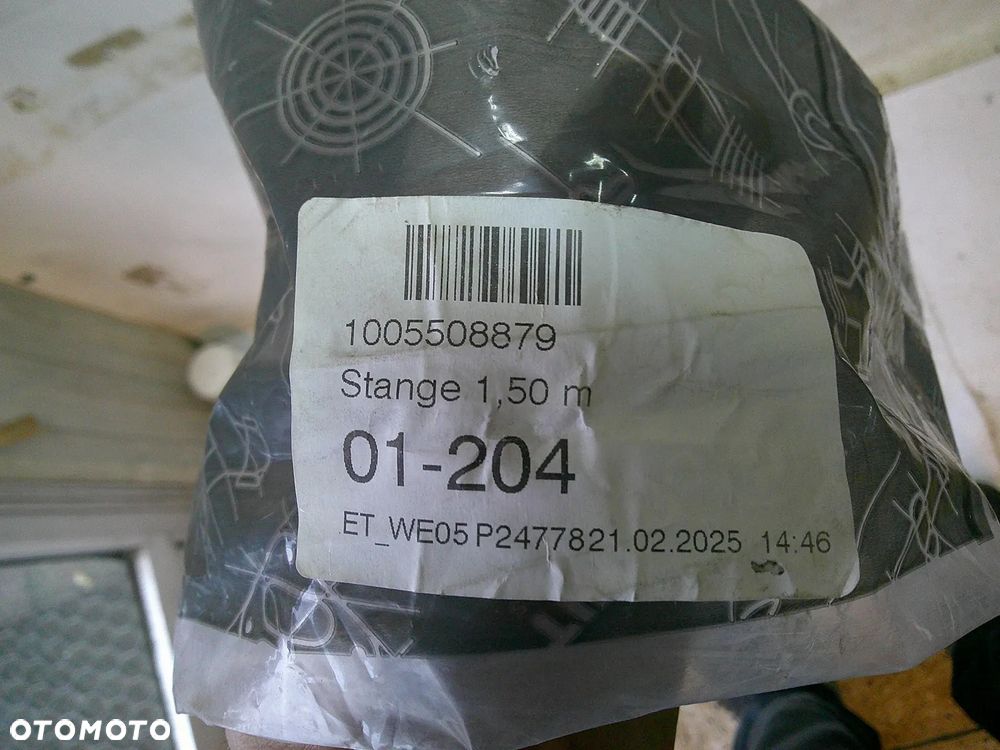 1005508879
Stange 1,50 m
01-204
ET_WE05 P2477821.02.2025 14:46
OTOMOTO